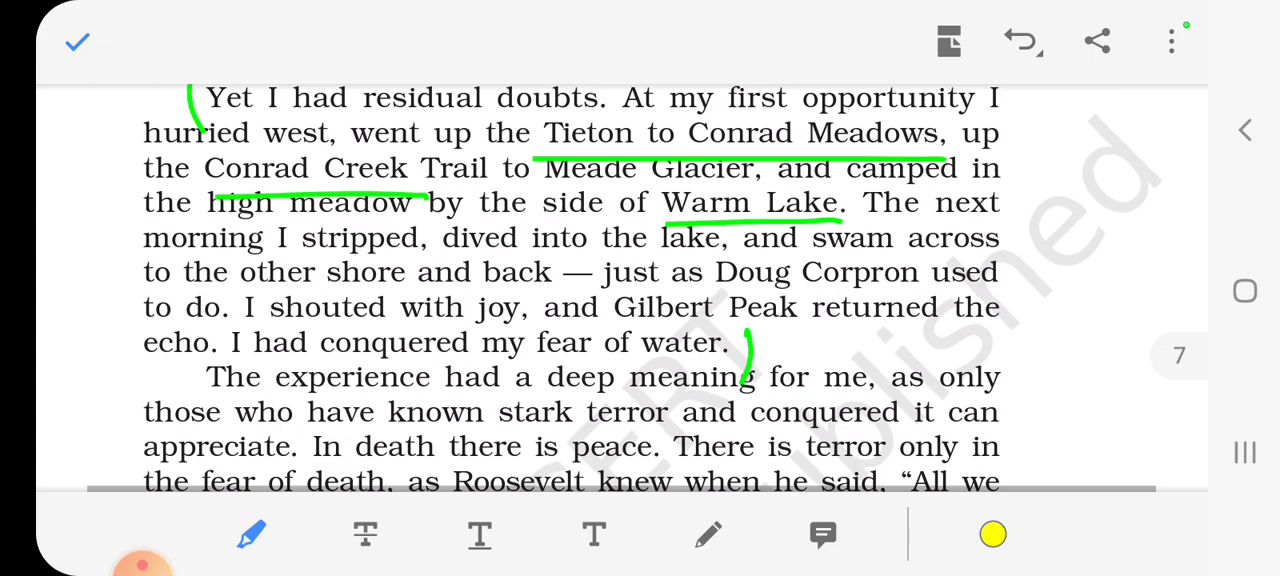 Yet I had residual doubts. At my first opportunity I
hurried west, went up the Tieton to Conrad Meadows, up
the Conrad Creek Trail to Meade Glacier, and camped in
the high meadow by the side of Warm Lake. The next
morning I stripped, dived into the lake, and swam across
to the other shore and back — just as Doug Corpron used
to do. I shouted with joy, and Gilbert Peak returned the
echo. I had conquered my fear of water.
The experience had a deep meaning for me, as only
those who have known stark terror and conquered it can
appreciate. In death there is peace. There is terror only in
the fear of death, as Roosevelt knew when he said, “All we
7